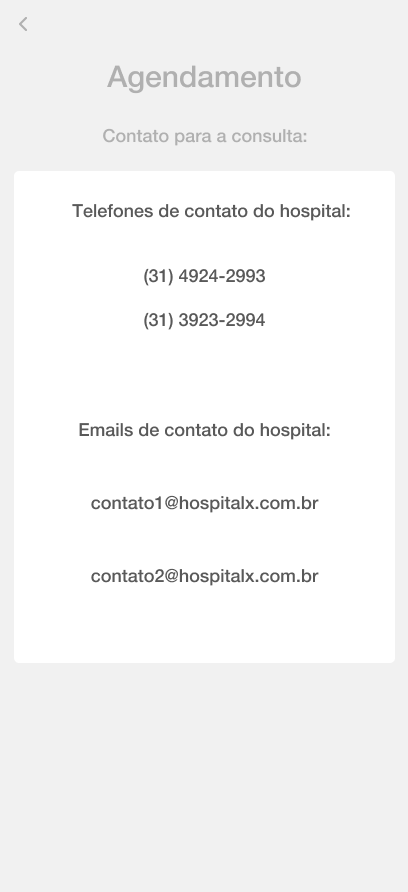 Agendamento
Contato para a consulta:
Telefones de contato do hospital:
(31) 4924-2993
(31) 3923-2994
Emails de contato do hospital:
contato1@hospitalx.com.br
contato2@hospitalx.com.br